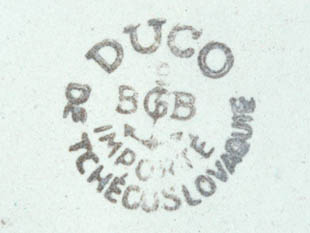 DUCO
BGB
IMPORTÉ
DE TCHÉCOSLOVAQUIE